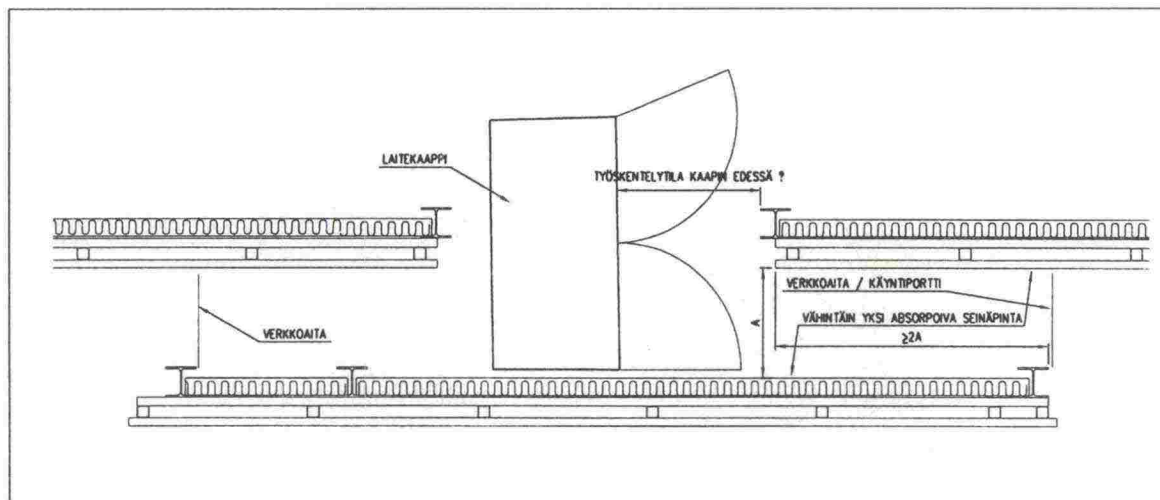 LAITEKAAPPI
TYÖSKENTELYTILA KAAPIN EDESSÄ ?
VERKKOAITA / KÄYNTIPORTTI
A
VÄHINTÄIN YKSI ABSORPOIVA SEINÄPINTA
VERKKOAITA
≥2A